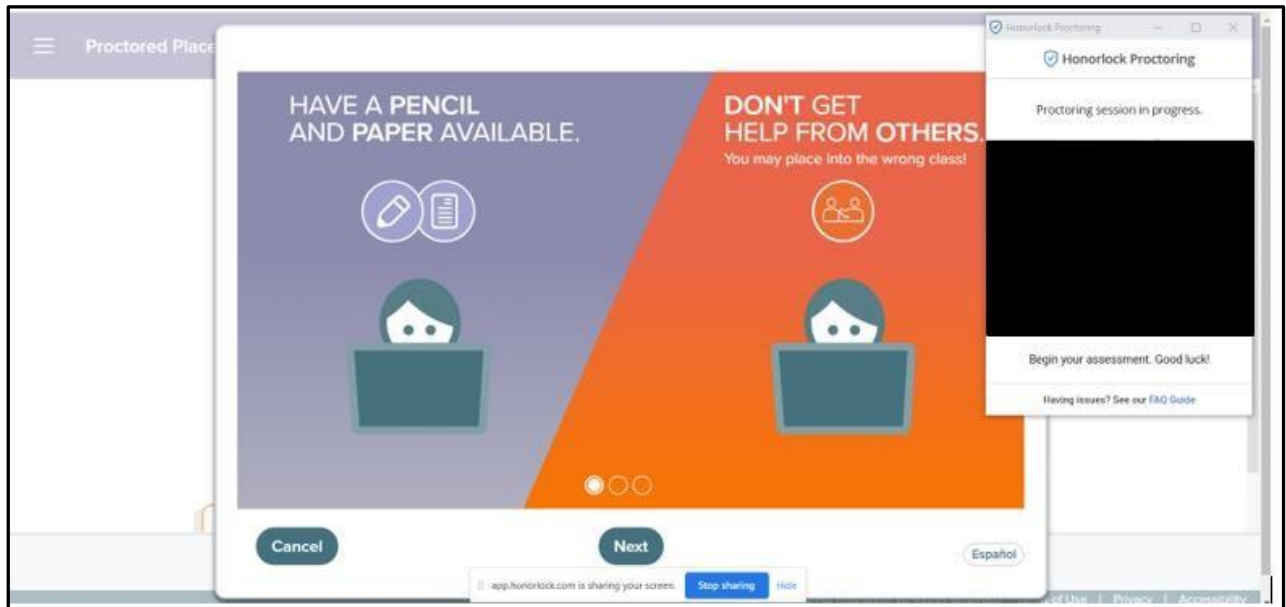 Proctored Place
HAVE A PENCIL
AND PAPER AVAILABLE.
DON'T GET
HELP FROM OTHERS.
You may place into the wrong class!
Cancel
Next
Español
app.honorlock.com is sharing your screen.
Stop sharing
Hide
Honorlock Proctoring
Honorlock Proctoring
Proctoring session in progress.
Begin your assessment. Good luck!
Having issues? See our FAQ Guide
of Use | Privacy | Accessibility